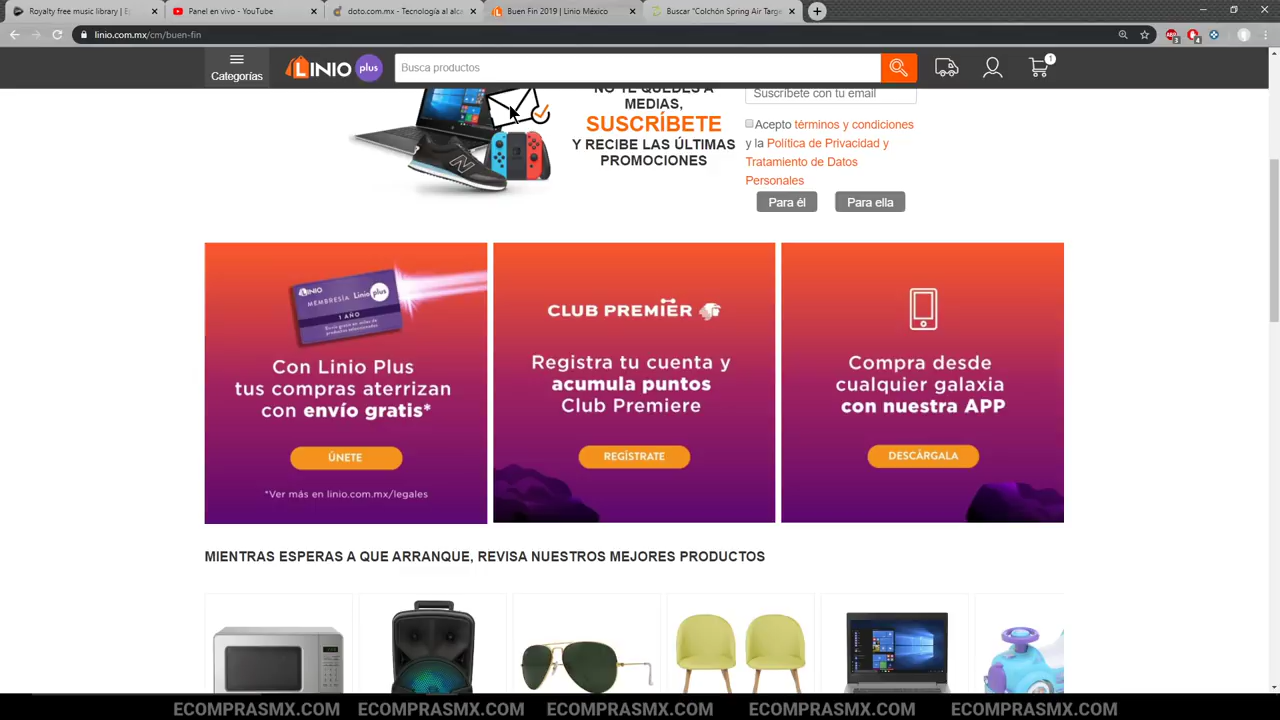 Royalty free music library | E
Panel en vivo - YouTube
doto.com.mx - Tecnología al alca
Buen Fin 2019 | Linio México
Buscar "Colchón Spring Air Targe
linio.com.mx/cm/buen-fin
Categorías
LINIO plus
Busca productos
1
NO TE QUEDES A
MEDIAS,
SUSCRÍBETE
Y RECIBE LAS ÚLTIMAS
PROMOCIONES
Suscríbete con tu email
Acepto términos y condiciones
y la Política de Privacidad y
Tratamiento de Datos
Personales
Para él
Para ella
LINIO
MEMBRESÍA Linio plus
1 AÑO
Con Linio Plus
tus compras aterrizan
con envío gratis*
ÚNETE
*Ver más en linio.com.mx/legales
CLUB PREMIER
Registra tu cuenta y
acumula puntos
Club Premiere
REGÍSTRATE
Compra desde
cualquier galaxia
con nuestra APP
DESCÁRGALA
MIENTRAS ESPERAS A QUE ARRANQUE, REVISA NUESTROS MEJORES PRODUCTOS
ECOMPRASMX.COM ECOMPRASMX.COM ECOMPRASMX.COM ECOMPRASMX.COM ECOMPRASMX.COM